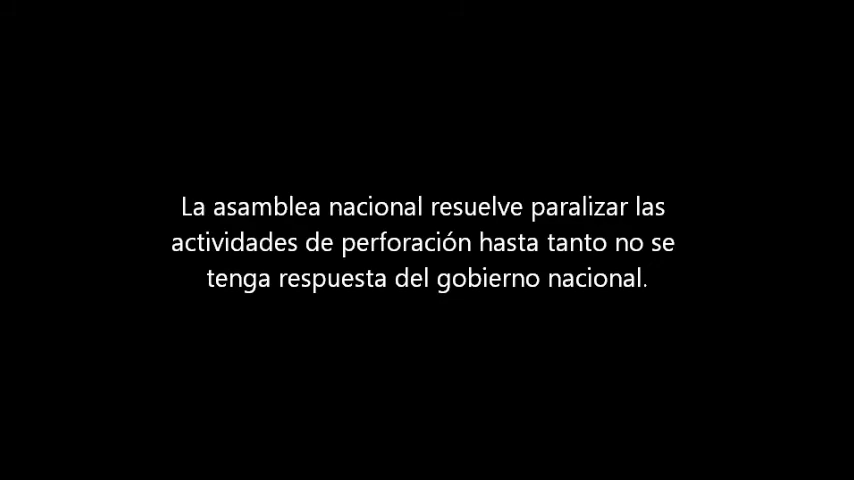 La asamblea nacional resuelve paralizar las
actividades de perforación hasta tanto no se
tenga respuesta del gobierno nacional.